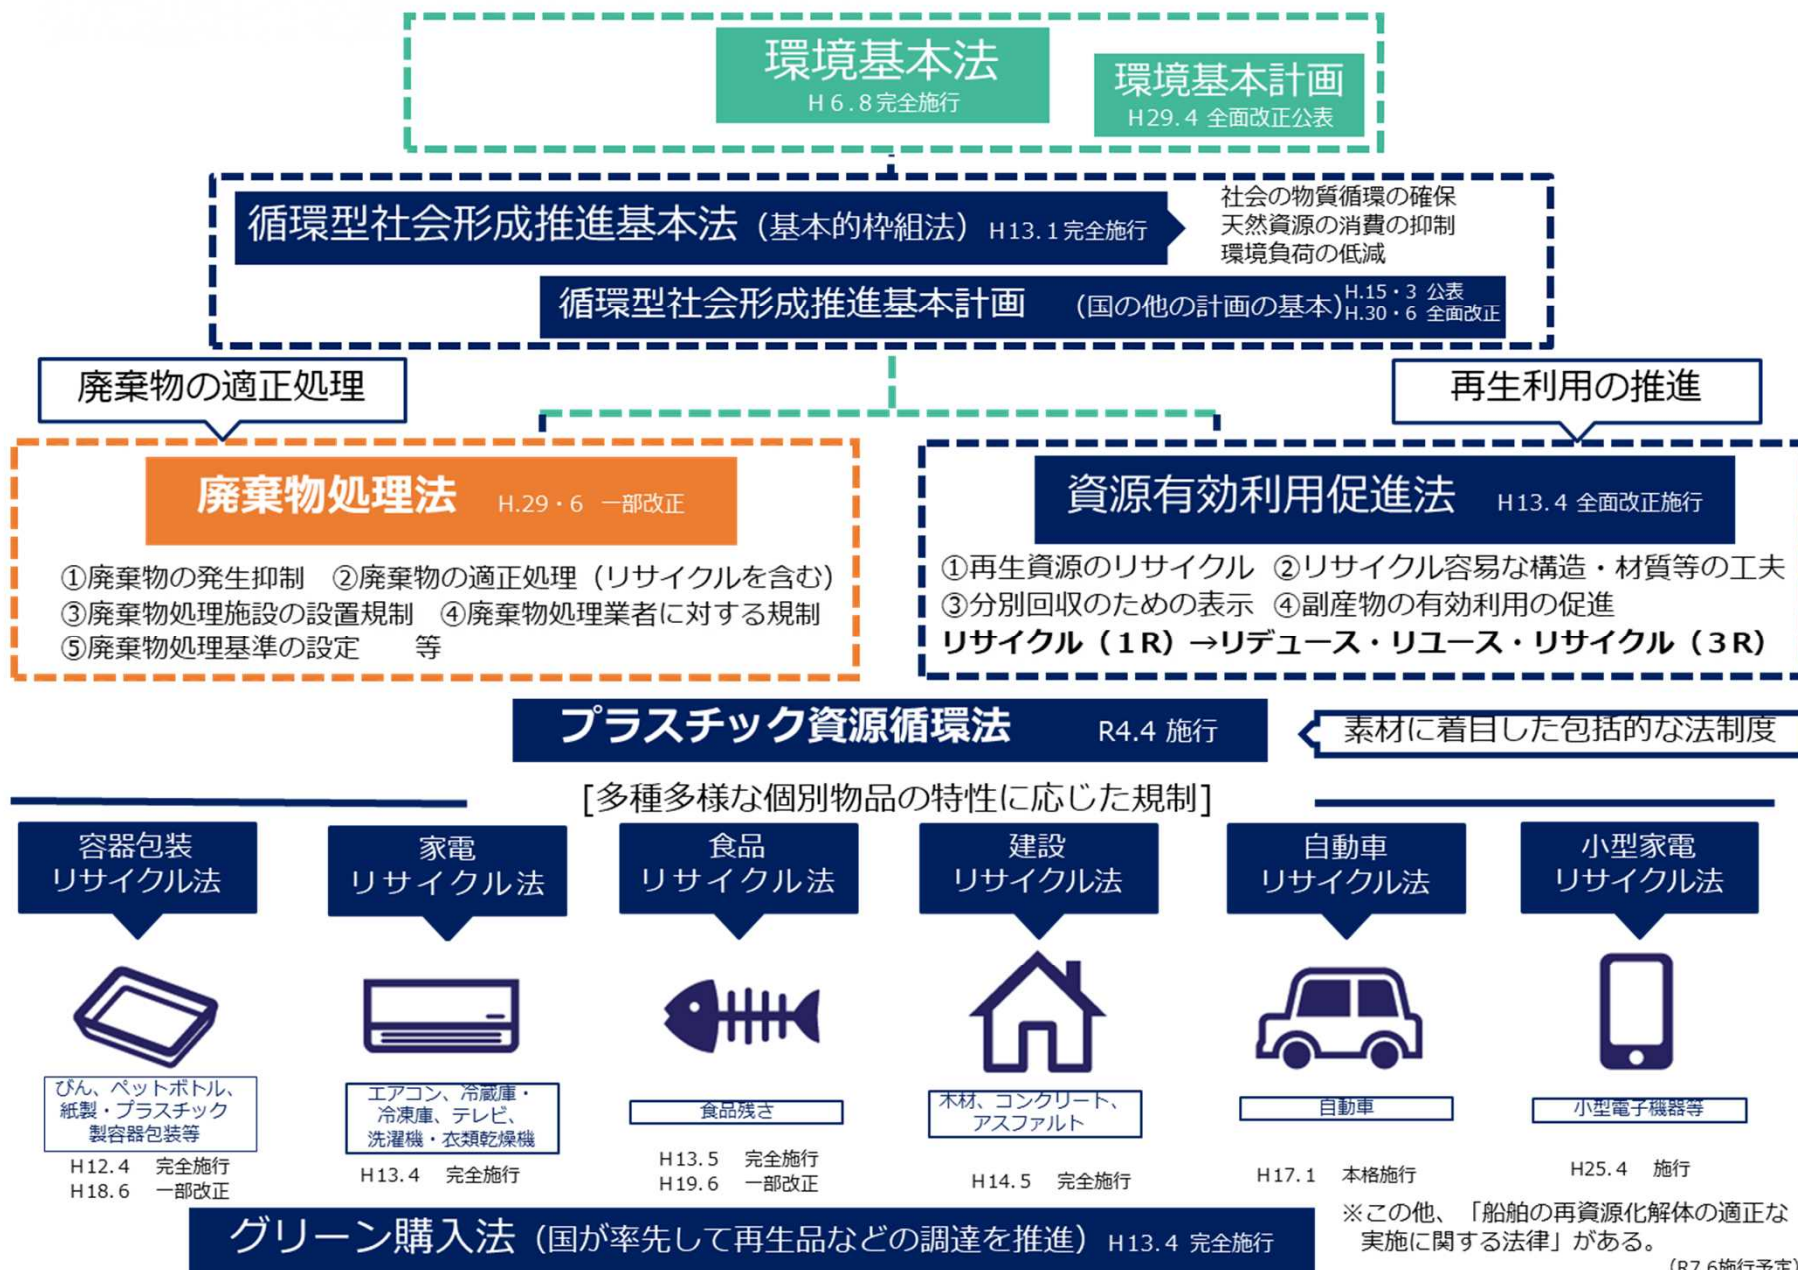 環境基本法
H6.8完全施行
環境基本計画
H29.4 全面改正公表
循環型社会形成推進基本法（基本的枠組法）H13.1完全施行
社会の物質循環の確保
天然資源の消費の抑制
環境負荷の低減
循環型社会形成推進基本計画 （国の他の計画の基本）
H.15・3 公表
H.30・6 全面改正
廃棄物の適正処理
再生利用の推進
廃棄物処理法 H.29・6 一部改正
①廃棄物の発生抑制 ②廃棄物の適正処理（リサイクルを含む）
③廃棄物処理施設の設置規制 ④廃棄物処理業者に対する規制
⑤廃棄物処理基準の設定 等
資源有効利用促進法 H13.4 全面改正施行
①再生資源のリサイクル ②リサイクル容易な構造・材質等の工夫
③分別回収のための表示 ④副産物の有効利用の促進
リサイクル（1R）→リデュース・リユース・リサイクル（3R）
プラスチック資源循環法 R4.4 施行
素材に着目した包括的な法制度
[多種多様な個別物品の特性に応じた規制]
容器包装
リサイクル法
家電
リサイクル法
食品
リサイクル法
建設
リサイクル法
自動車
リサイクル法
小型家電
リサイクル法
びん、ペットボトル、
紙製・プラスチック
製容器包装等
エアコン、冷蔵庫・
冷凍庫、テレビ、
洗濯機・衣類乾燥機
食品残さ
木材、コンクリート、
アスファルト
自動車
小型電子機器等
H12.4 完全施行
H18.6 一部改正
H13.4 完全施行
H13.5 完全施行
H19.6 一部改正
H14.5 完全施行
H17.1 本格施行
H25.4 施行
グリーン購入法（国が率先して再生品などの調達を推進）H13.4 完全施行
※この他、「船舶の再資源化解体の適正な
実施に関する法律」がある。
（R7.6施行予定）